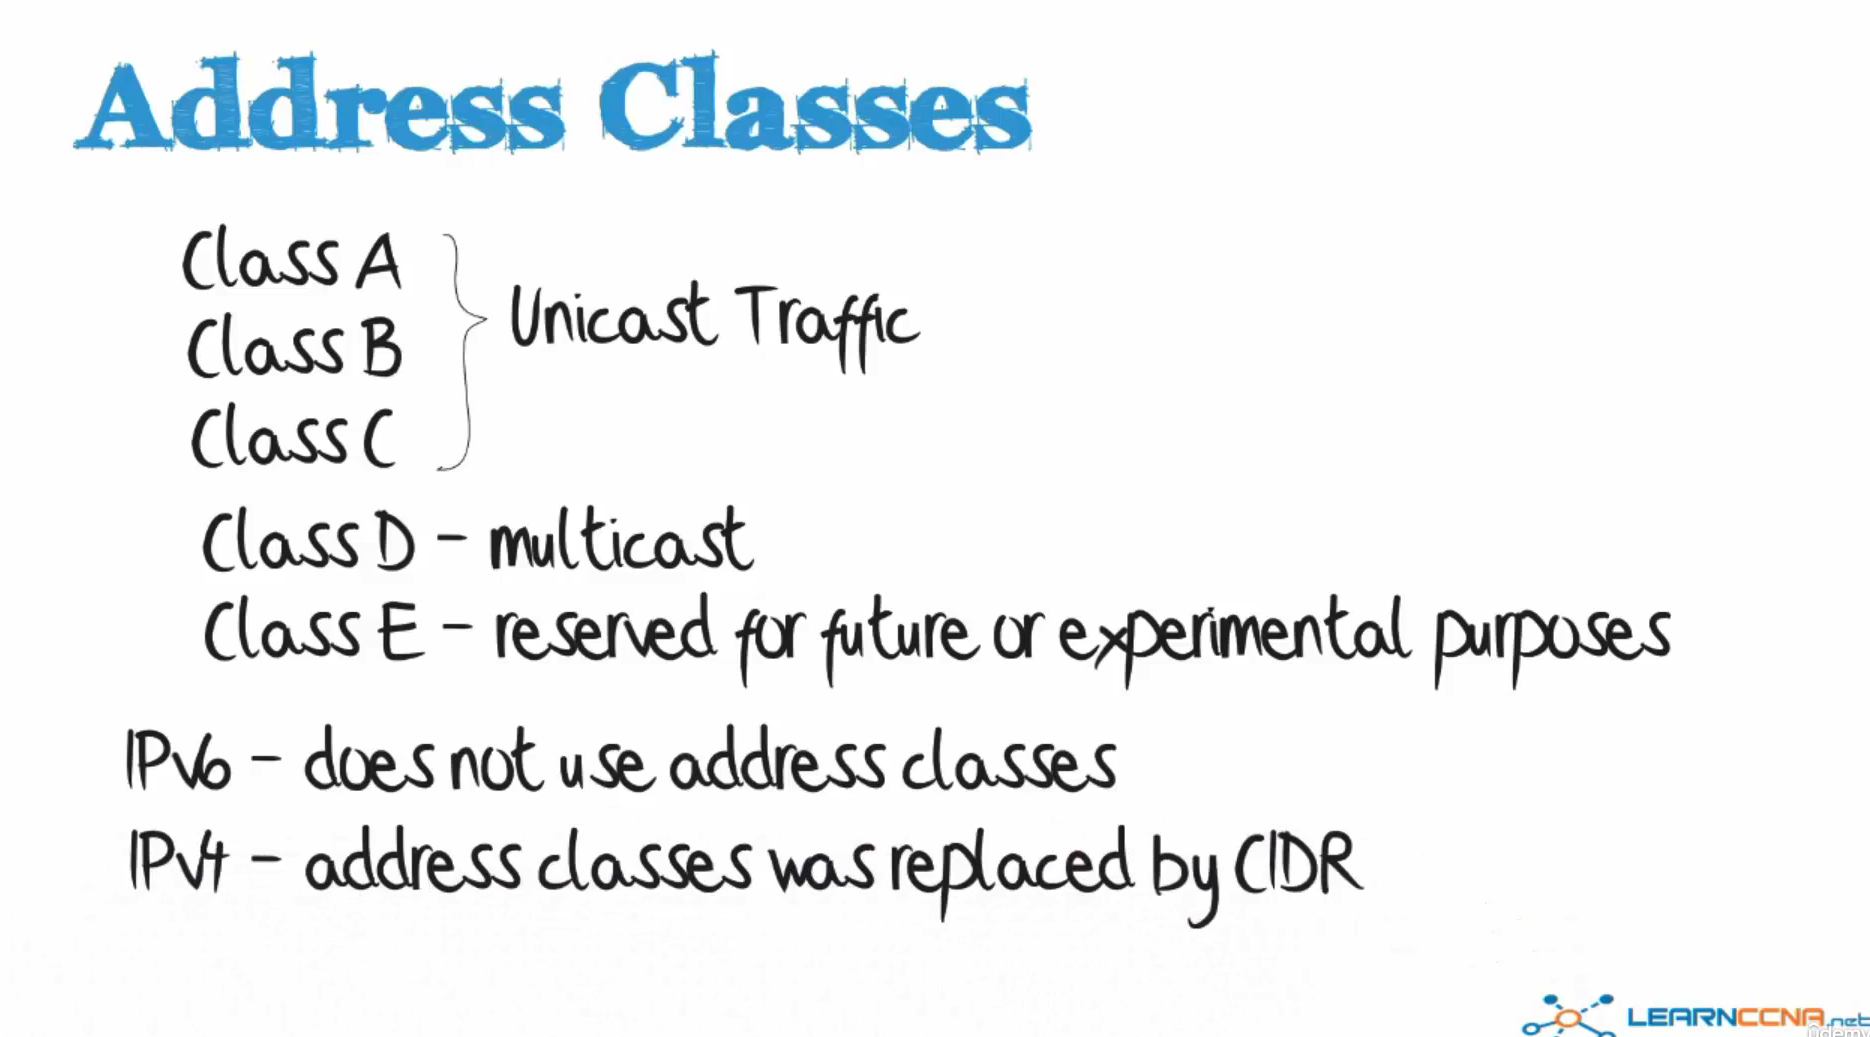 Address Classes
Class A
Class B
Class C
Unicast Traffic
Class D - multicast
Class E - reserved for future or experimental purposes
IPv6 - does not use address classes
IPv4 - address classes was replaced by CIDR
LEARNCCNA.net
Udemy